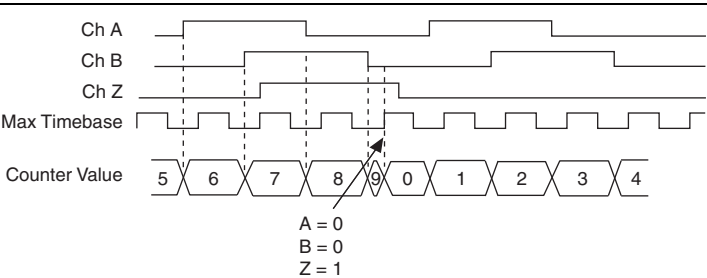 Ch A
Ch B
Ch Z
Max Timebase
Counter Value
5 6 7 8 9 0 1 2 3 4
A = 0
B = 0
Z = 1